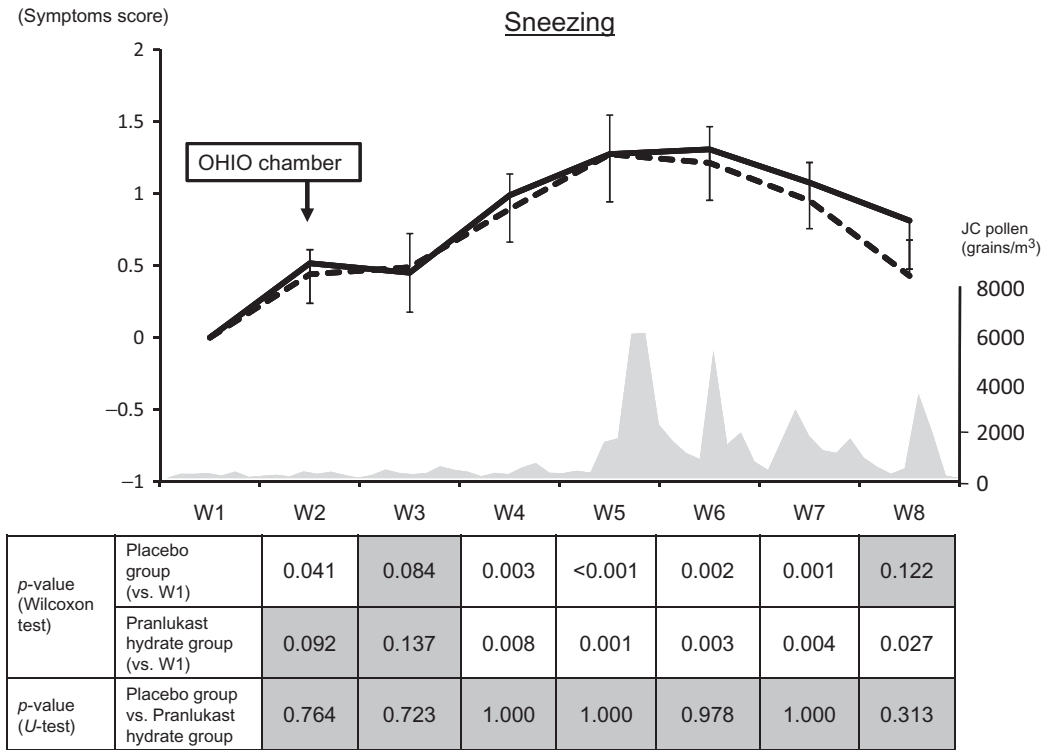 (Symptoms score)
Sneezing
2
1.5
1
0.5
0
−0.5
−1
OHIO chamber
JC pollen
(grains/m³)
8000
6000
4000
2000
0
W1 W2 W3 W4 W5 W6 W7 W8
p-value
(Wilcoxon
test)
Placebo
group
(vs. W1)
0.041 0.084 0.003 <0.001 0.002 0.001 0.122
Pranlukast
hydrate group
(vs. W1)
0.092 0.137 0.008 0.001 0.003 0.004 0.027
p-value
(U-test)
Placebo group
vs. Pranlukast
hydrate group
0.764 0.723 1.000 1.000 0.978 1.000 0.313